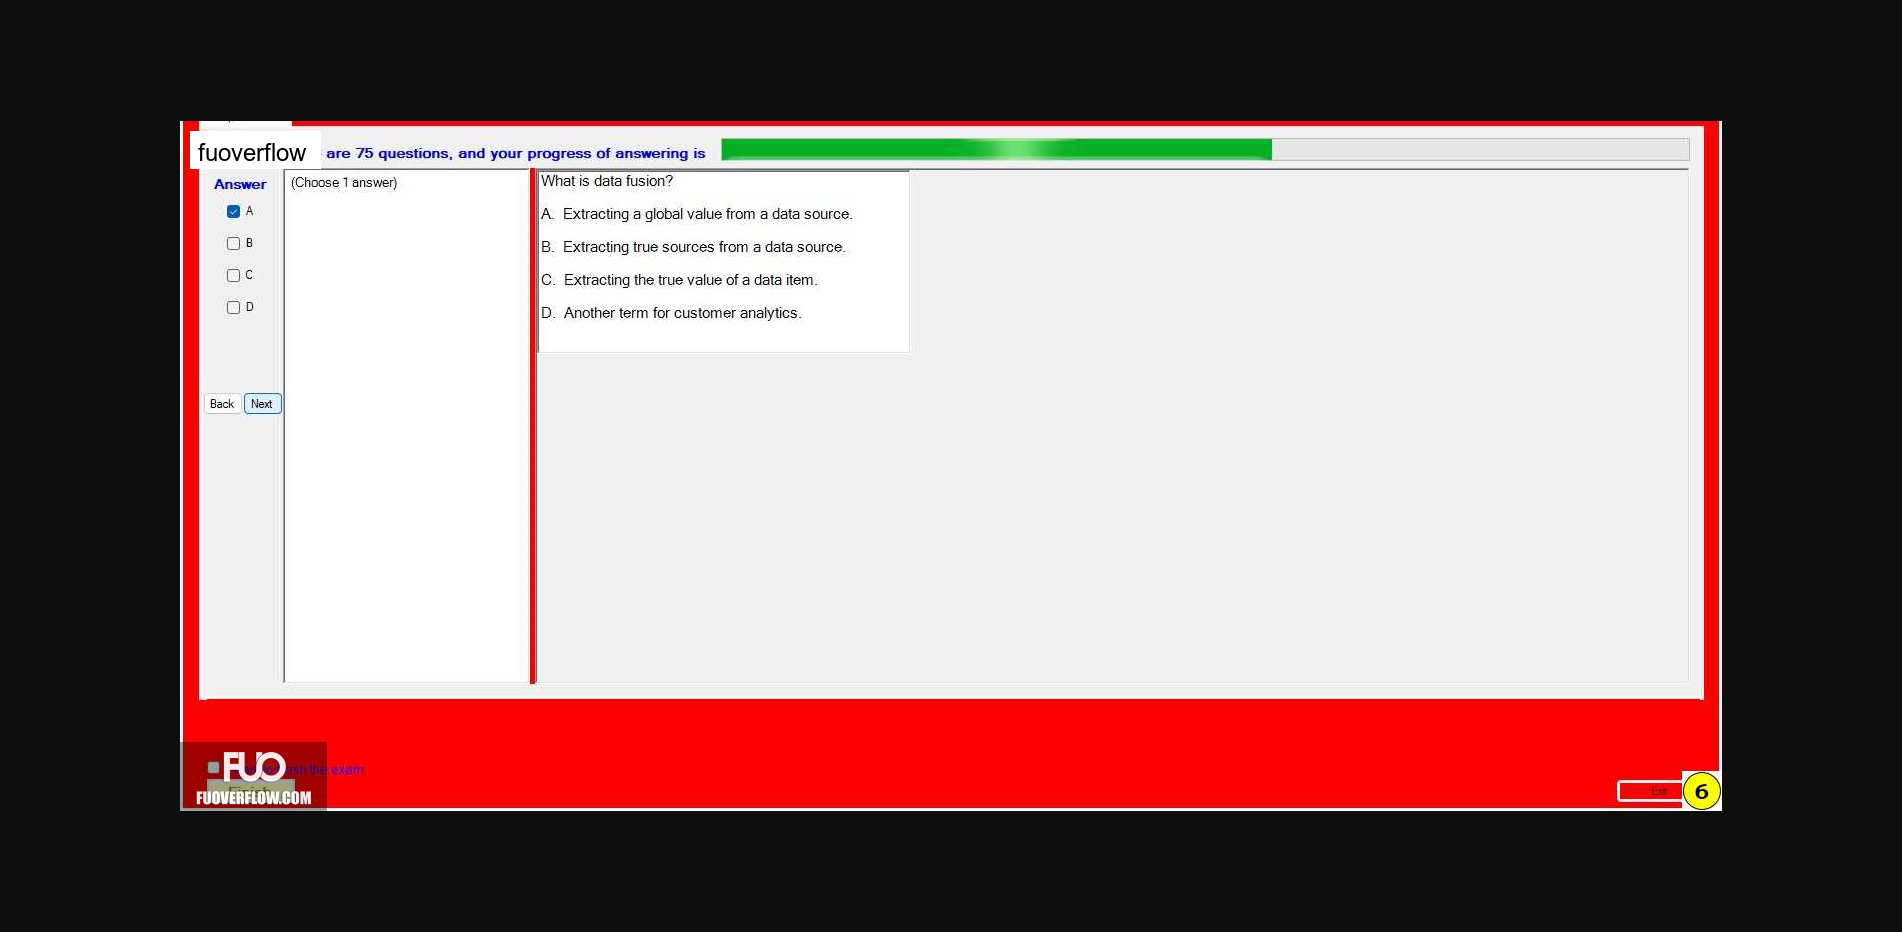 fuoverflow are 75 questions, and your progress of answering is
Answer
(Choose 1 answer)
A
B
C
D
Back Next
What is data fusion?
A. Extracting a global value from a data source.
B. Extracting true sources from a data source.
C. Extracting the true value of a data item.
D. Another term for customer analytics.
FUO
the exam
FUOVERFLOW.COM
Exit
6